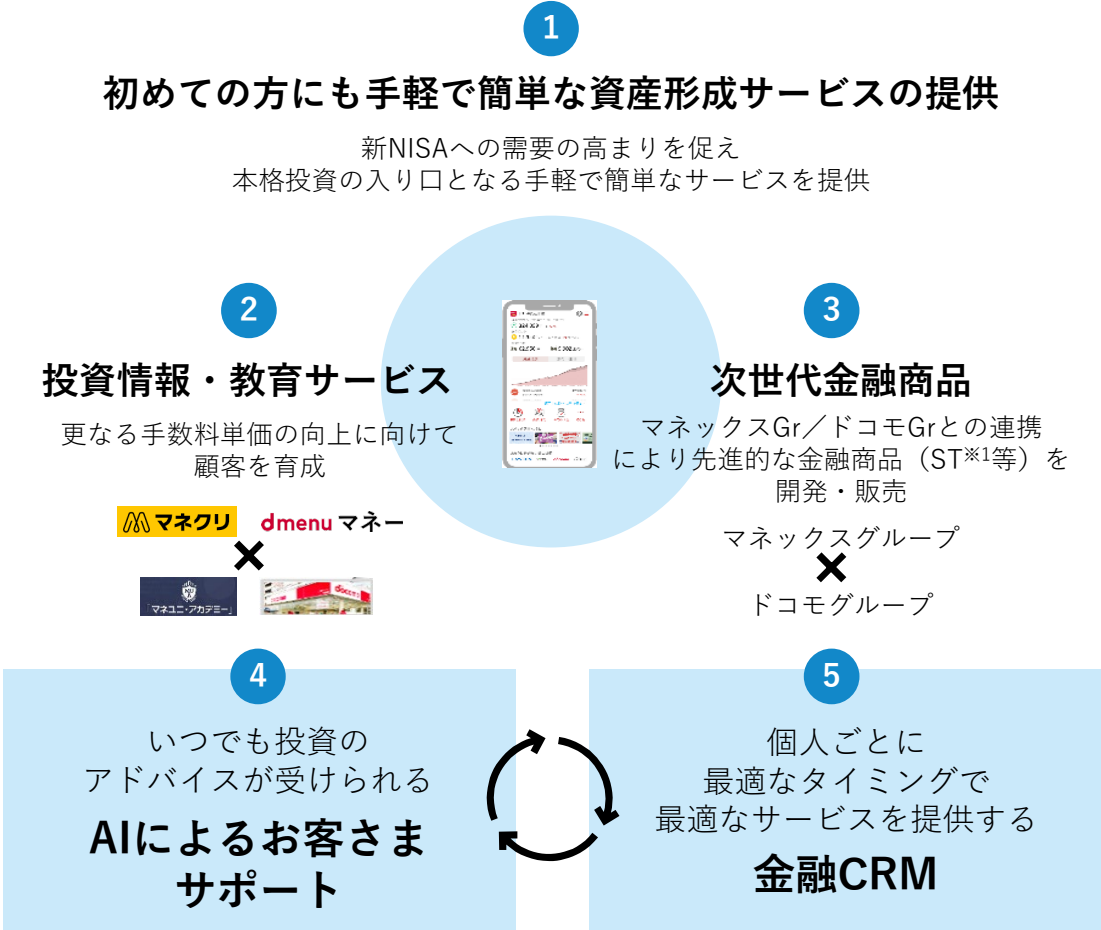 1
初めての方にも手軽で簡単な資産形成サービスの提供
新NISAへの需要の高まりを促え
本格投資の入り口となる手軽で簡単なサービスを提供
2
投資情報・教育サービス
更なる手数料単価の向上に向けて
顧客を育成
マネクリ
dmenu マネー
「マネユニ・アカデミー」
docomo
3
次世代金融商品
マネックスGr／ドコモGrとの連携
により先進的な金融商品（ST※1等）を
開発・販売
マネックスグループ
ドコモグループ
4
いつでも投資の
アドバイスが受けられる
AIによるお客さま
サポート
5
個人ごとに
最適なタイミングで
最適なサービスを提供する
金融CRM